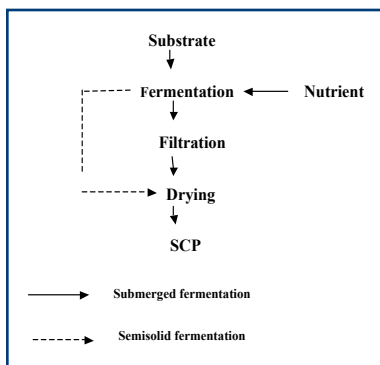 Substrate
Fermentation
Nutrient
Filtration
Drying
SCP
Submerged fermentation
Semisolid fermentation